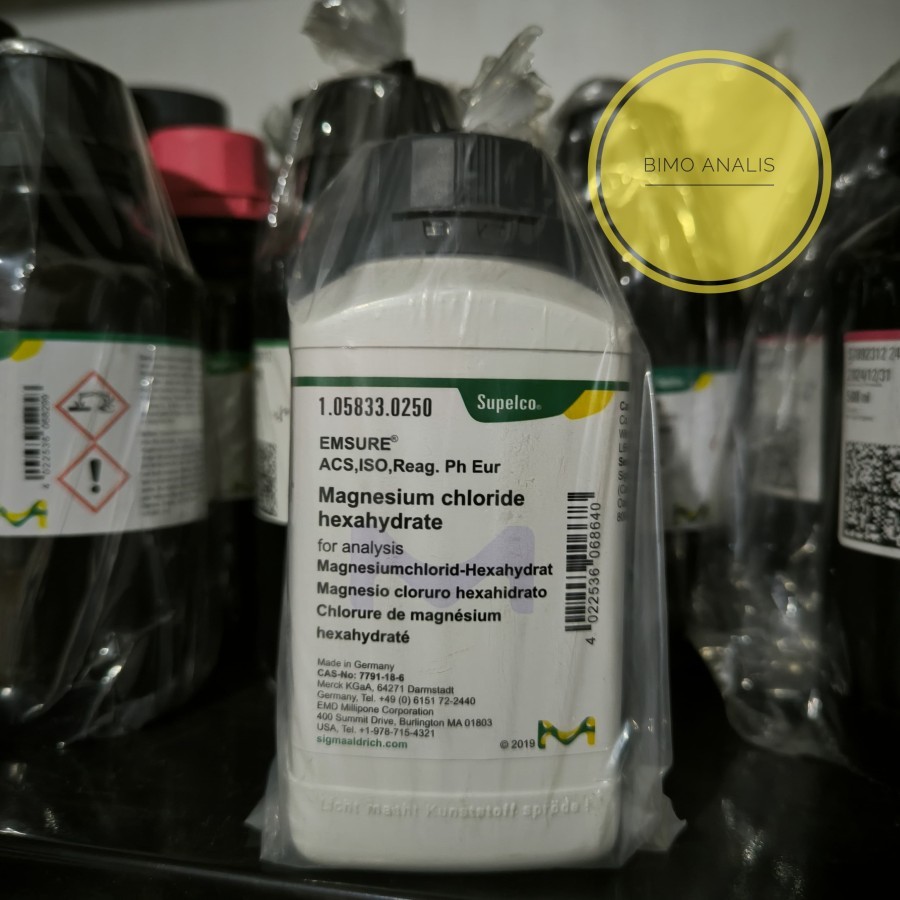 BIMO ANALIS
1.05833.0250
Supelco®
EMSURE®
ACS,ISO,Reag. Ph Eur
Magnesium chloride
hexahydrate
for analysis
Magnesiumchlorid-Hexahydrat
Magnesio cloruro hexahidrato
Chlorure de magnésium
hexahydraté
Made in Germany
CAS-No: 7791-18-6
Merck KGaA, 64271 Darmstadt
Germany, Tel. +49 (0) 6151 72-2440
EMD Millipore Corporation
400 Summit Drive, Burlington MA 01803
USA, Tel. +1-978-715-4321
sigmaaldrich.com
© 2019
4 022536 068640
Licht macht Kunststoff